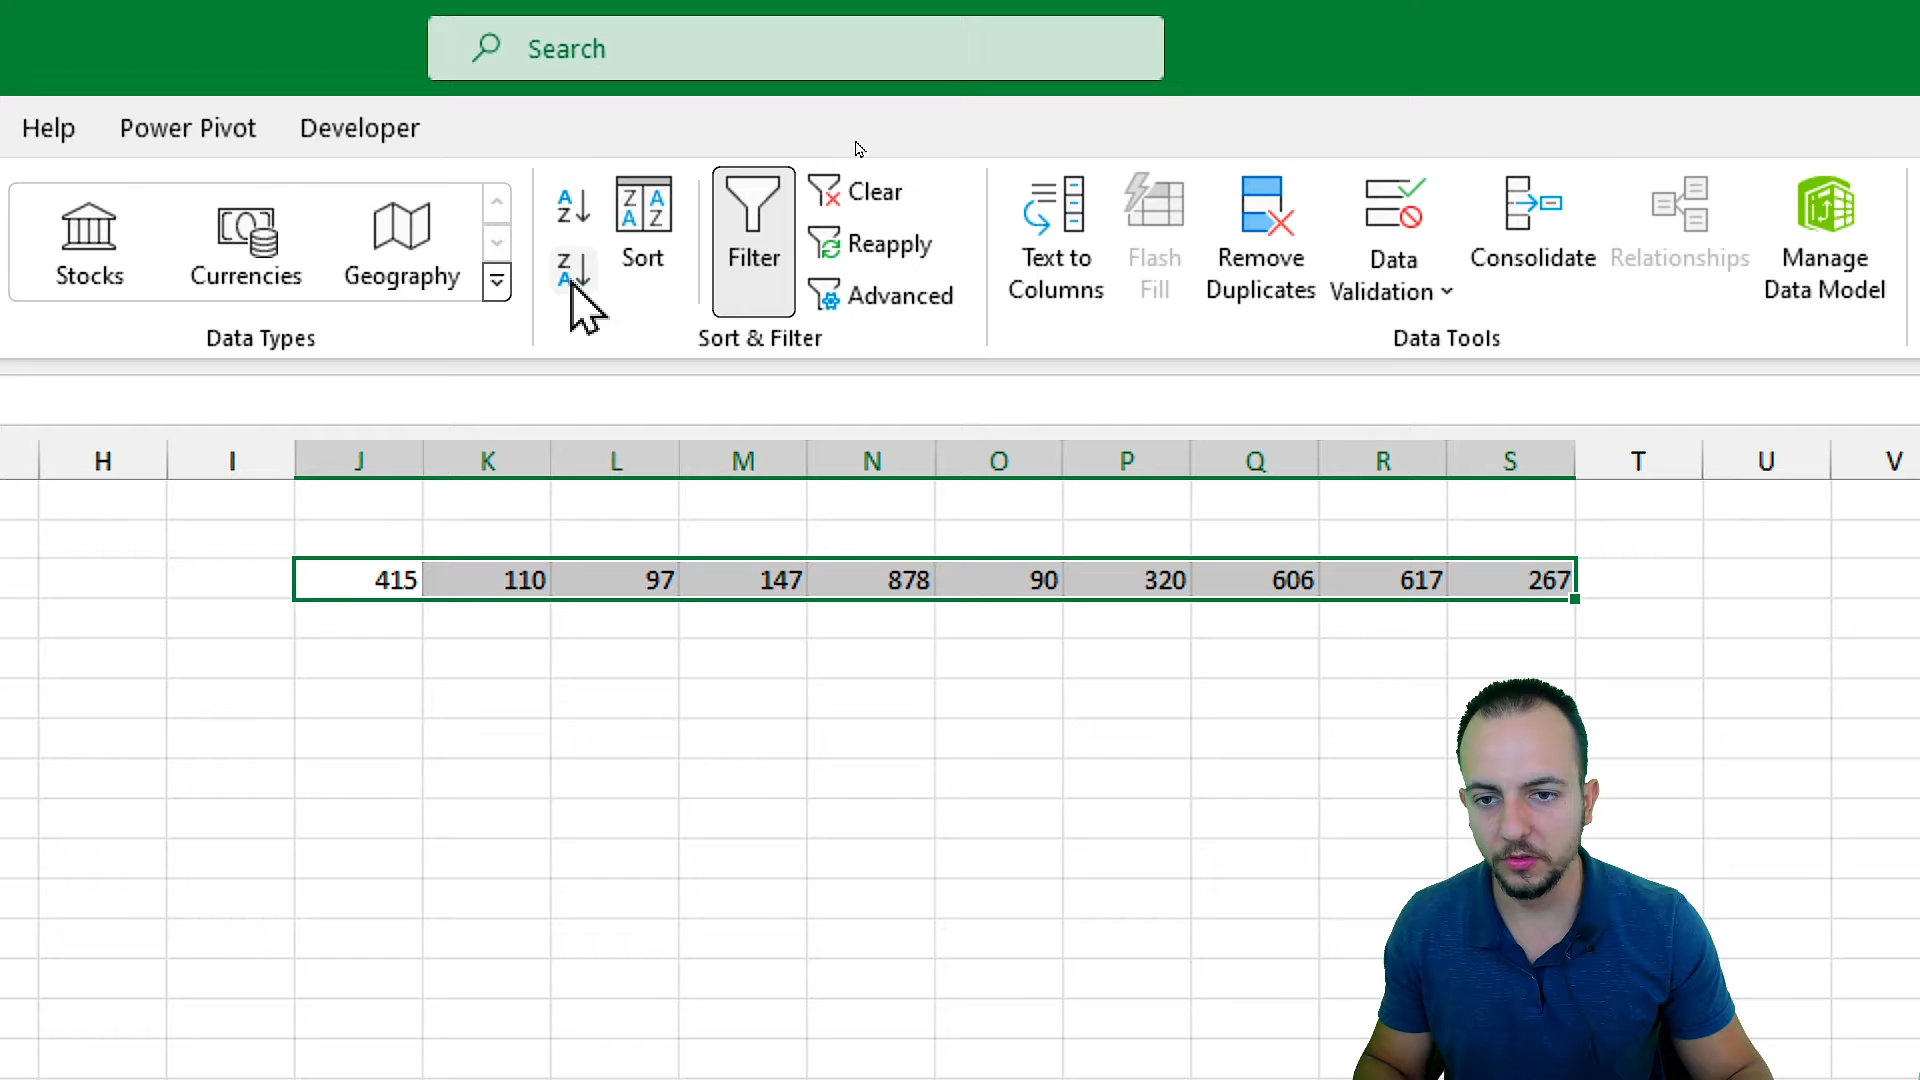 Search
Help Power Pivot Developer
Stocks Currencies Geography
Data Types
A
Z
Z
A
Z A
A Z
Sort
Filter
Clear
Reapply
Advanced
Sort & Filter
Text to
Columns
Flash
Fill
Remove
Duplicates
Data
Validation
Consolidate
Relationships
Manage
Data Model
Data Tools
H I J K L M N O P Q R S T U V
415 110 97 147 878 90 320 606 617 267